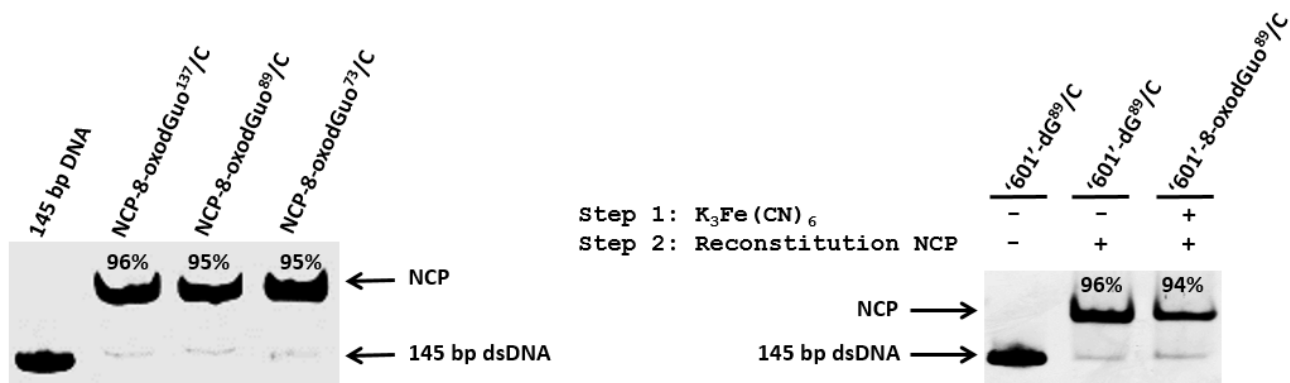 145 bp DNA
NCP-8-oxodGuo¹³⁷/C
NCP-8-oxodGuo⁸⁹/C
NCP-8-oxodGuo⁷³/C
96% 95% 95%
NCP
145 bp dsDNA
‘601’-dG⁸⁹/C
‘601’-dG⁸⁹/C
‘601’-8-oxodGuo⁸⁹/C
Step 1: K₃Fe(CN)₆ - - +
Step 2: Reconstitution NCP - + +
96% 94%
NCP
145 bp dsDNA